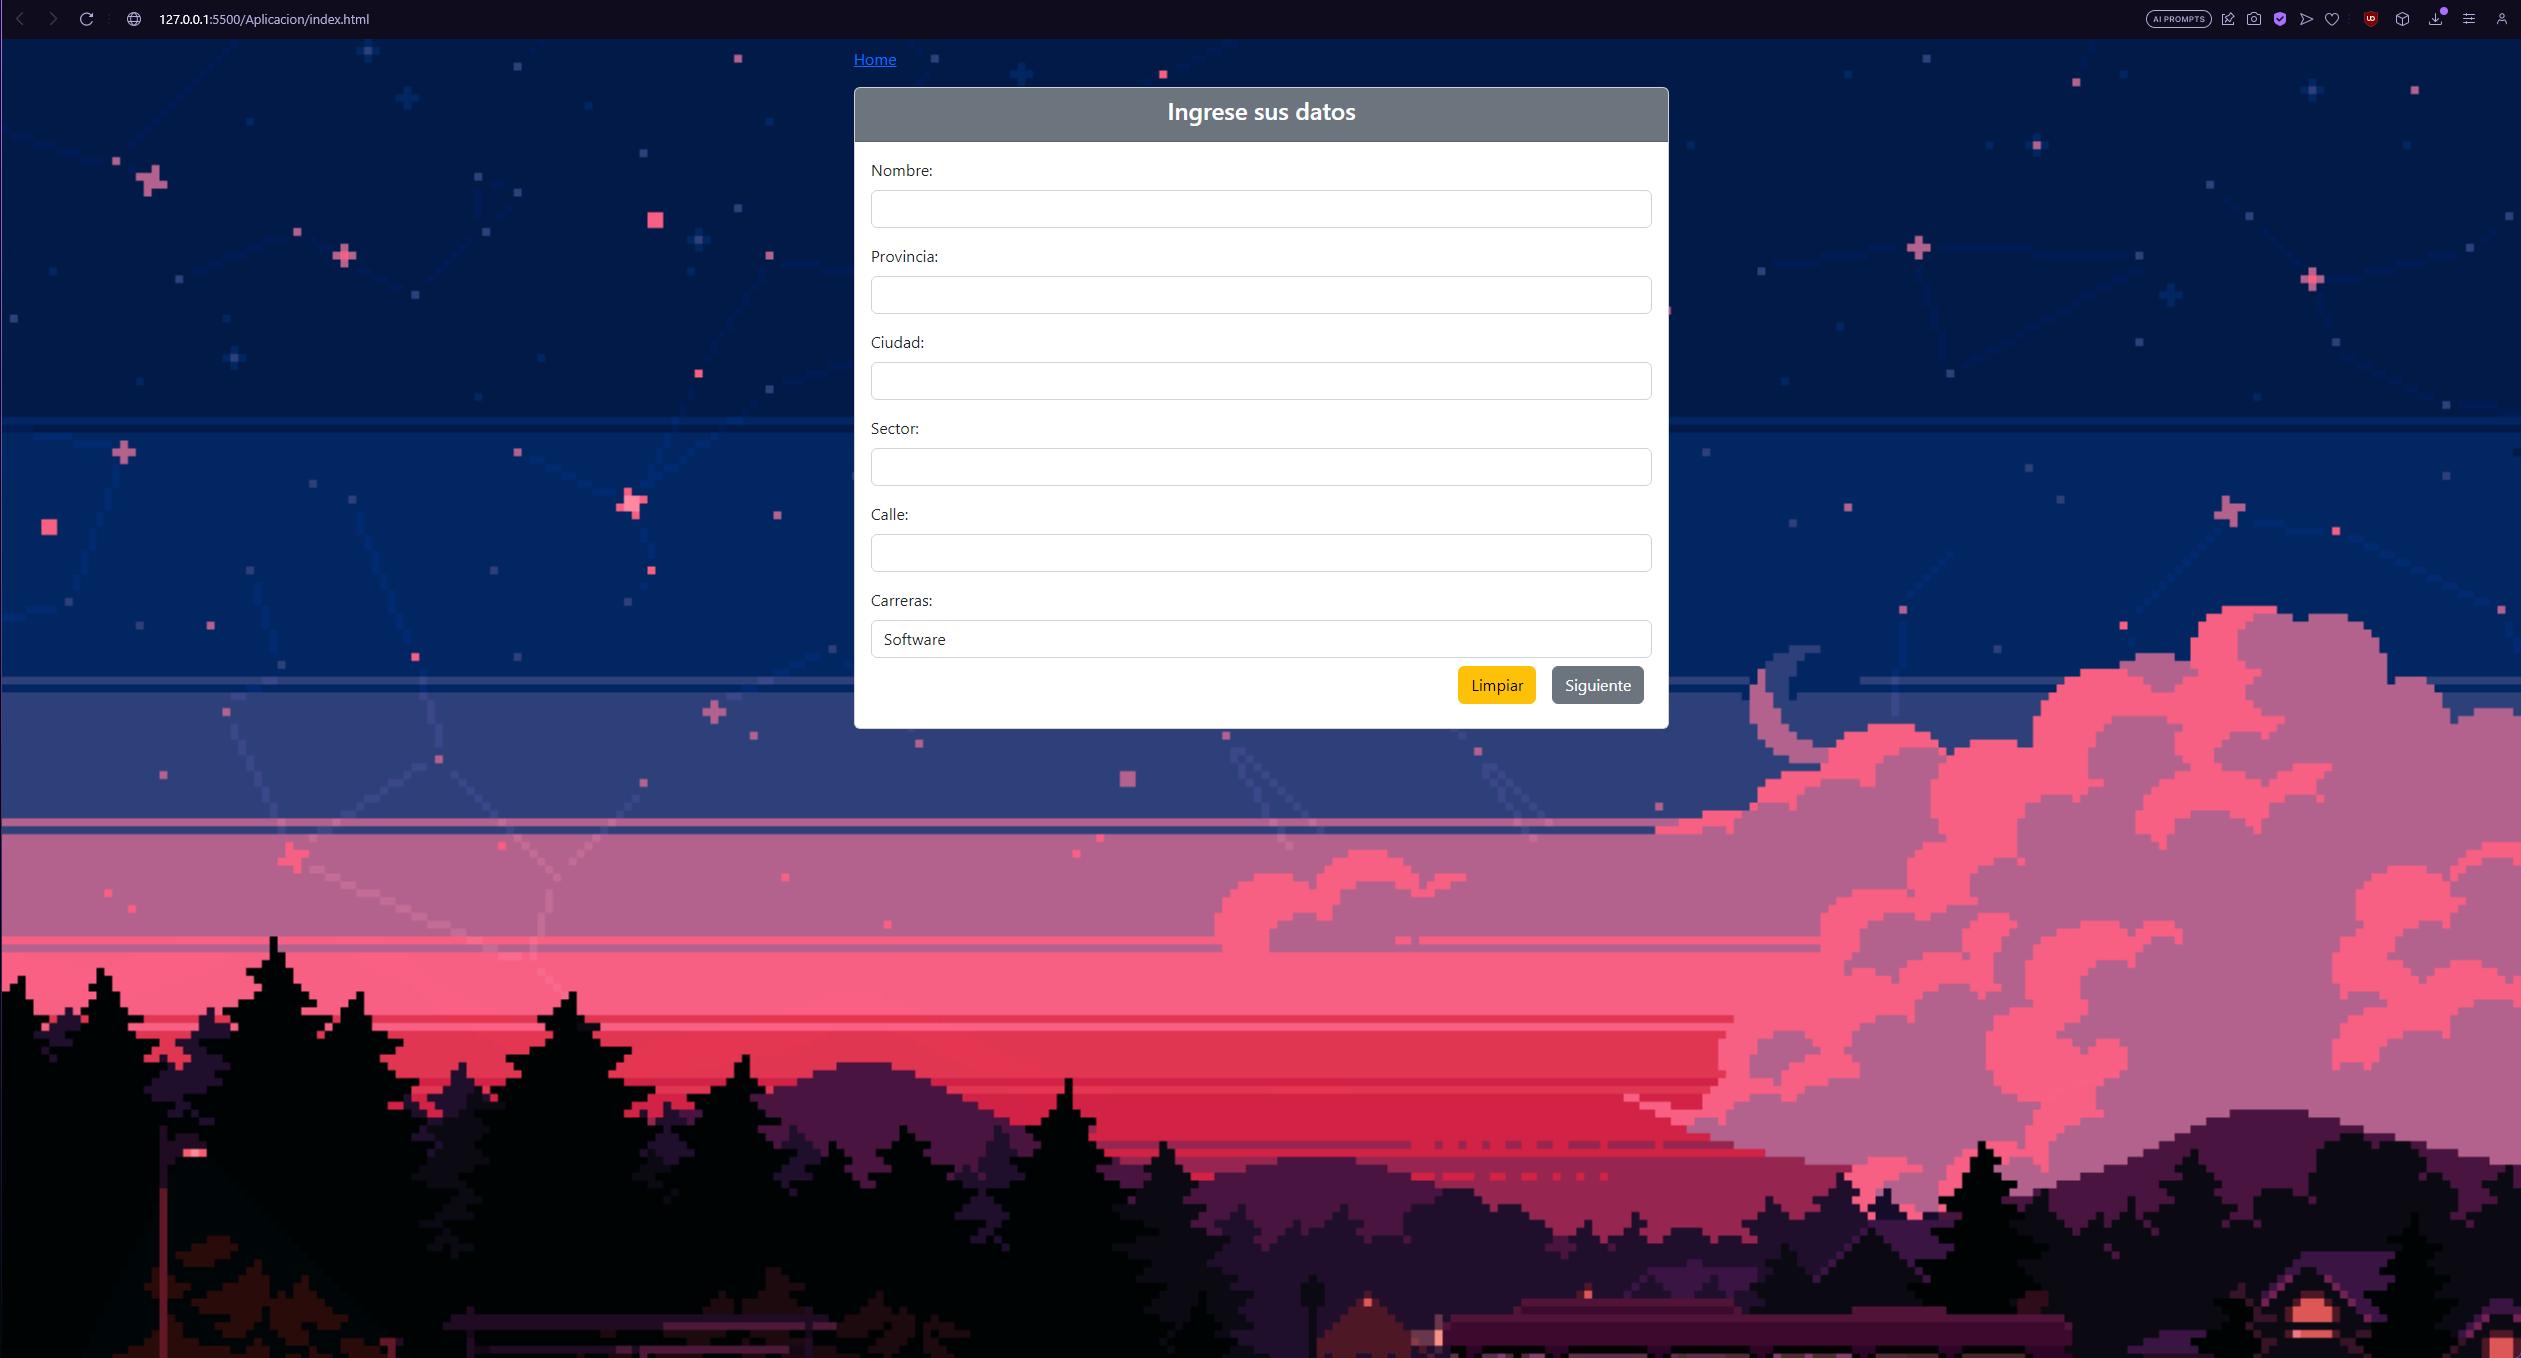 127.0.0.1:5500/Aplicacion/index.html
AI PROMPTS
Home
Ingrese sus datos
Nombre:
Provincia:
Ciudad:
Sector:
Calle:
Carreras:
Software
Limpiar
Siguiente